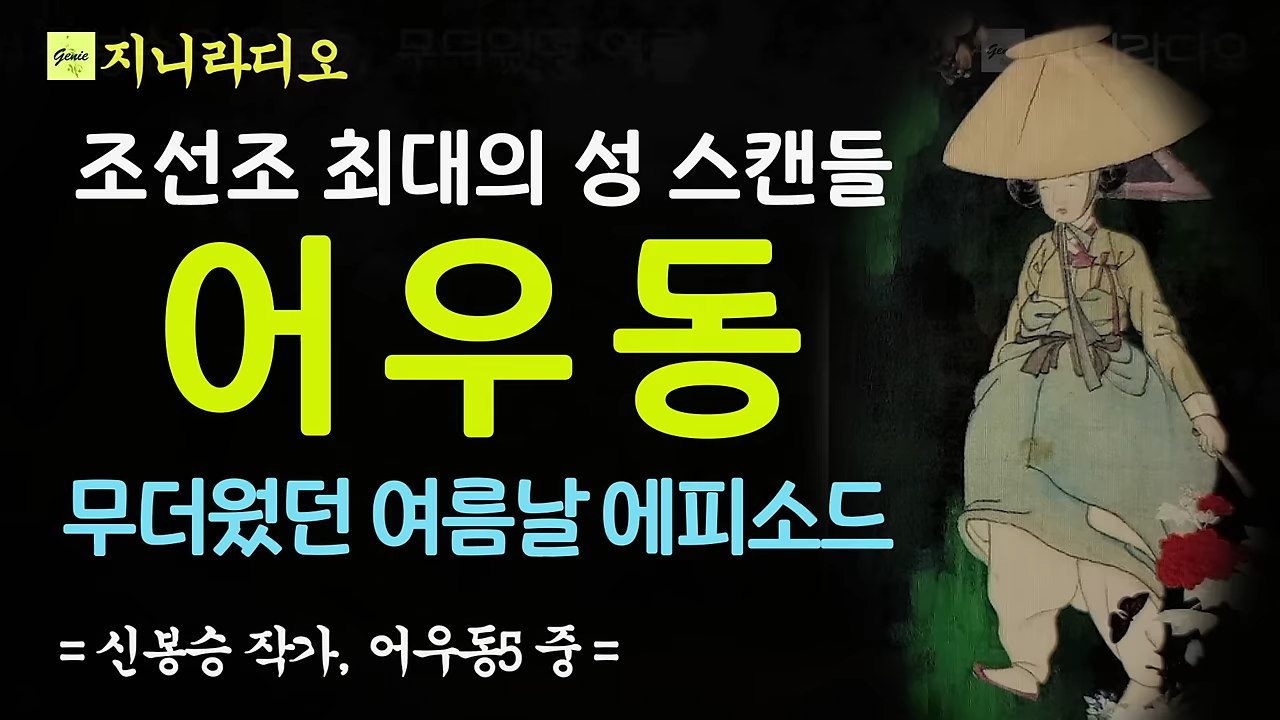 Genie 지니라디오
조선조 최대의 성 스캔들
어우동
무더웠던 여름날 에피소드
= 신봉승 작가, 어우동5 중 =